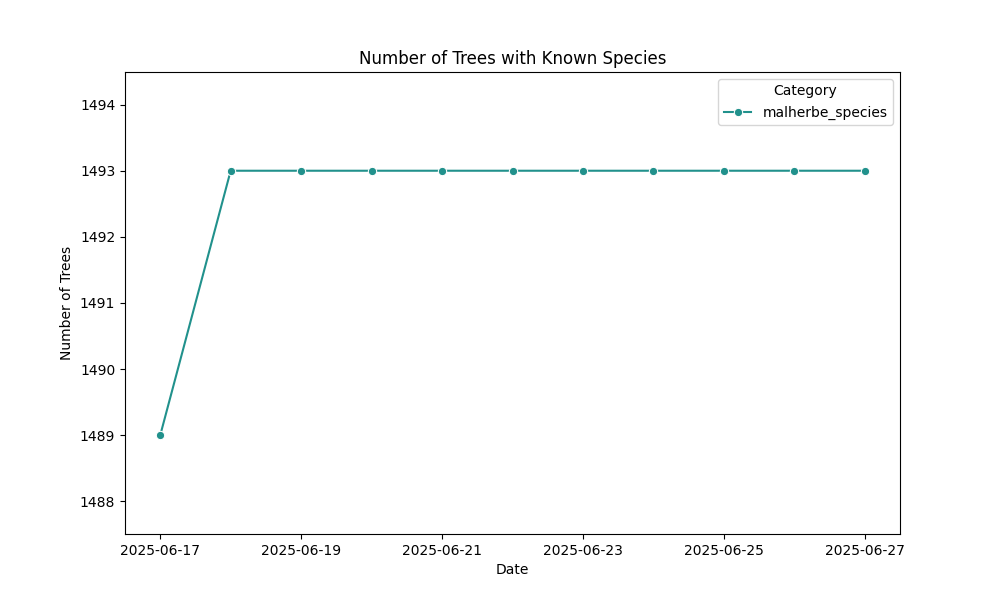 Number of Trees with Known Species
Category
malherbe_species
1494
1493
1492
1491
1490
1489
1488
Number of Trees
2025-06-17 2025-06-19 2025-06-21 2025-06-23 2025-06-25 2025-06-27
Date